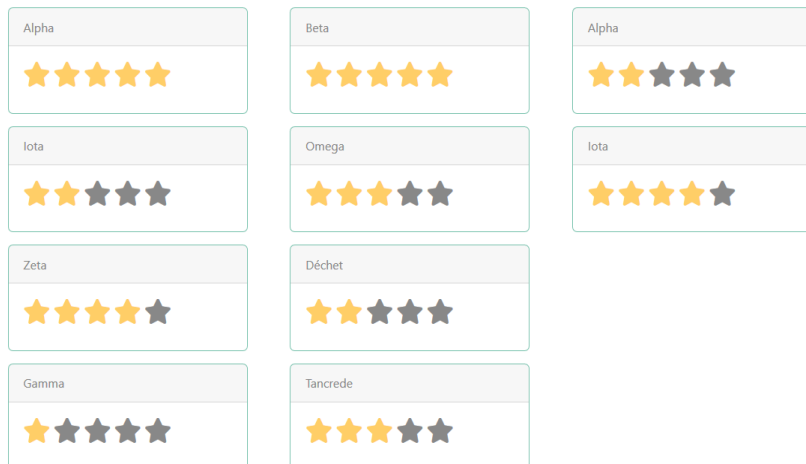 Alpha
Beta
Alpha
Iota
Omega
Iota
Zeta
Déchet
Gamma
Tancrede